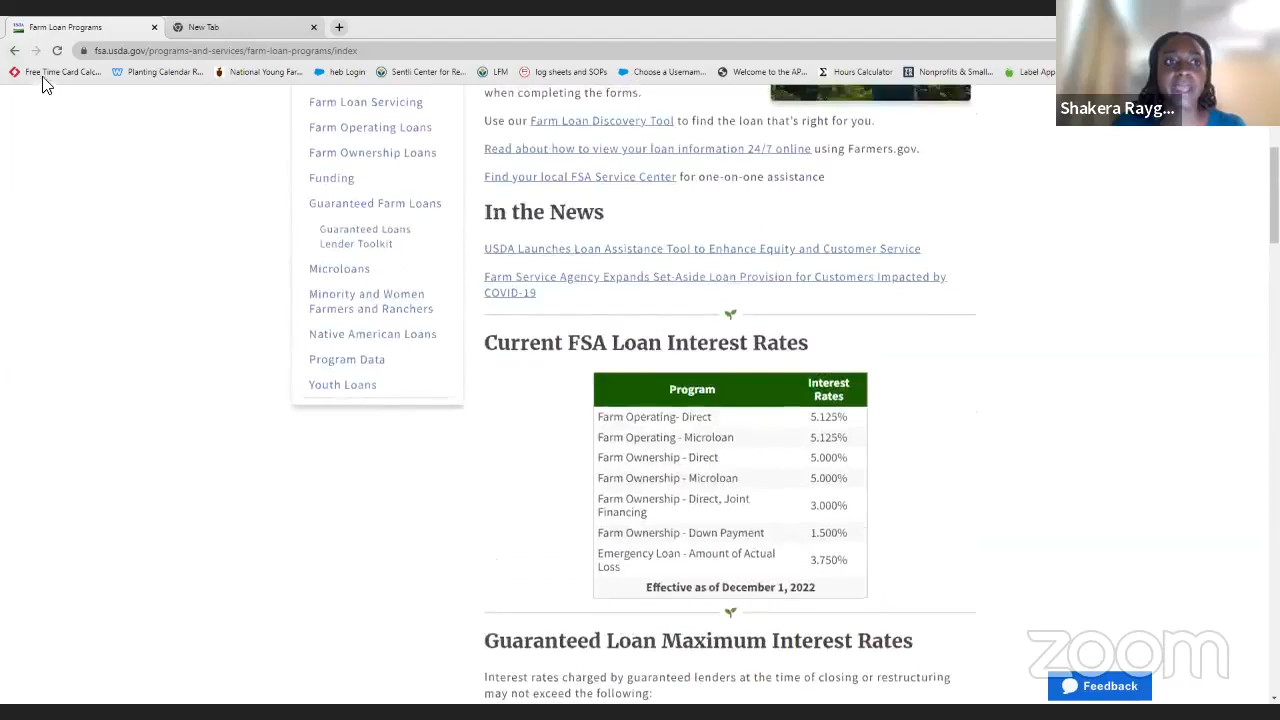 USDA Farm Loan Programs
New Tab
fsa.usda.gov/programs-and-services/farm-loan-programs/index
Free Time Card Calc...
Planting Calendar R...
National Young Far...
heb Login
Sentli Center for Re...
LFM
log sheets and SOPs
Choose a Usernam...
Welcome to the AP...
Hours Calculator
My Personal Sanctu...
Label App
Shakera Rayg...
Farm Loan Servicing
Farm Operating Loans
Farm Ownership Loans
Funding
Guaranteed Farm Loans
Guaranteed Loans
Lender Toolkit
Microloans
Minority and Women
Farmers and Ranchers
Native American Loans
Program Data
Youth Loans
when completing the forms.
Use our Farm Loan Discovery Tool to find the loan that's right for you.
Read about how to view your loan information 24/7 online using Farmers.gov.
Find your local FSA Service Center for one-on-one assistance
In the News
USDA Launches Loan Assistance Tool to Enhance Equity and Customer Service
Farm Service Agency Expands Set-Aside Loan Provision for Customers Impacted by
COVID-19
Current FSA Loan Interest Rates
Program Interest
Rates
Farm Operating- Direct 5.125%
Farm Operating - Microloan 5.125%
Farm Ownership - Direct 5.000%
Farm Ownership - Microloan 5.000%
Farm Ownership - Direct, Joint
Financing 3.000%
Farm Ownership - Down Payment 1.500%
Emergency Loan - Amount of Actual
Loss 3.750%
Effective as of December 1, 2022
Guaranteed Loan Maximum Interest Rates
Interest rates charged by guaranteed lenders at the time of closing or restructuring
may not exceed the following:
zoom
Feedback